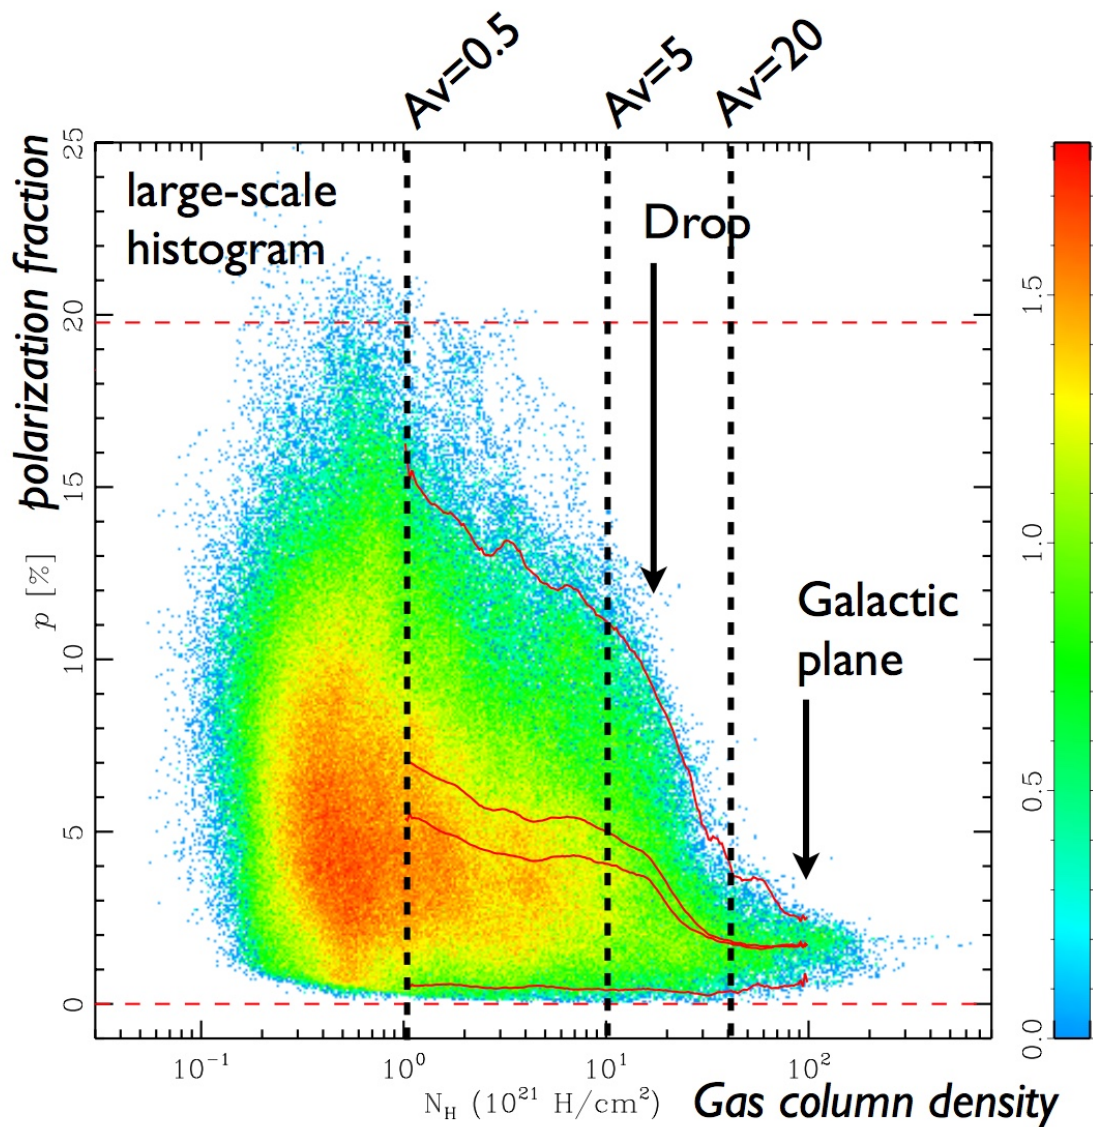 Av=0.5
Av=5
Av=20
large-scale
histogram
Drop
Galactic
plane
polarization fraction
p [%]
25
20
15
10
5
0
10⁻¹
10⁰
10¹
10²
N_H (10²¹ H/cm²)
Gas column density
1.5
1.0
0.5
0.0